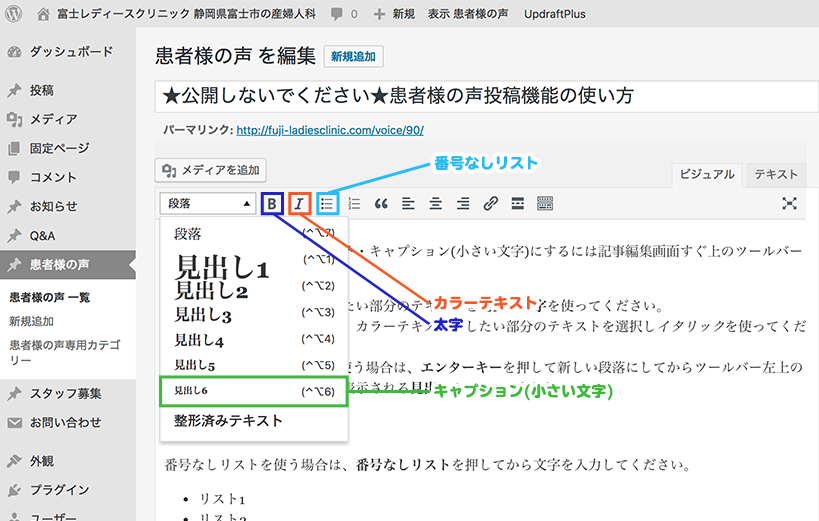 富士レディースクリニック 静岡県富士市の産婦人科 0 新規 表示 患者様の声 UpdraftPlus
ダッシュボード
投稿
メディア
固定ページ
コメント
お知らせ
Q&A
患者様の声
患者様の声 一覧
新規追加
患者様の声専用カテゴ
リー
スタッフ募集
お問い合わせ
外観
プラグイン
ユーザー
患者様の声 を編集 新規追加
★公開しないでください★患者様の声投稿機能の使い方
パーマリンク: http://fuji-ladiesclinic.com/voice/90/
メディアを追加
番号なしリスト
ビジュアル テキスト
段落 B I
段落 (^⌥7)
見出し1 (^⌥1)
見出し2 (^⌥2)
見出し3 (^⌥3)
見出し4 (^⌥4)
見出し5 (^⌥5)
見出し6 (^⌥6)
整形済みテキスト
・キャプション(小さい文字)にするには記事編集画面すぐ上のツールバー
たい部分のテ
字を使ってください。
カラーテキスト
太字
カラーテキス
したい部分のテキストを選択しイタリックを使ってくだ
使う場合は、エンターキーを押して新しい段落にしてからツールバー左上の
表示される見出
キャプション(小さい文字)
番号なしリストを使う場合は、番号なしリストを押してから文字を入力してください。
• リスト1
• リスト2